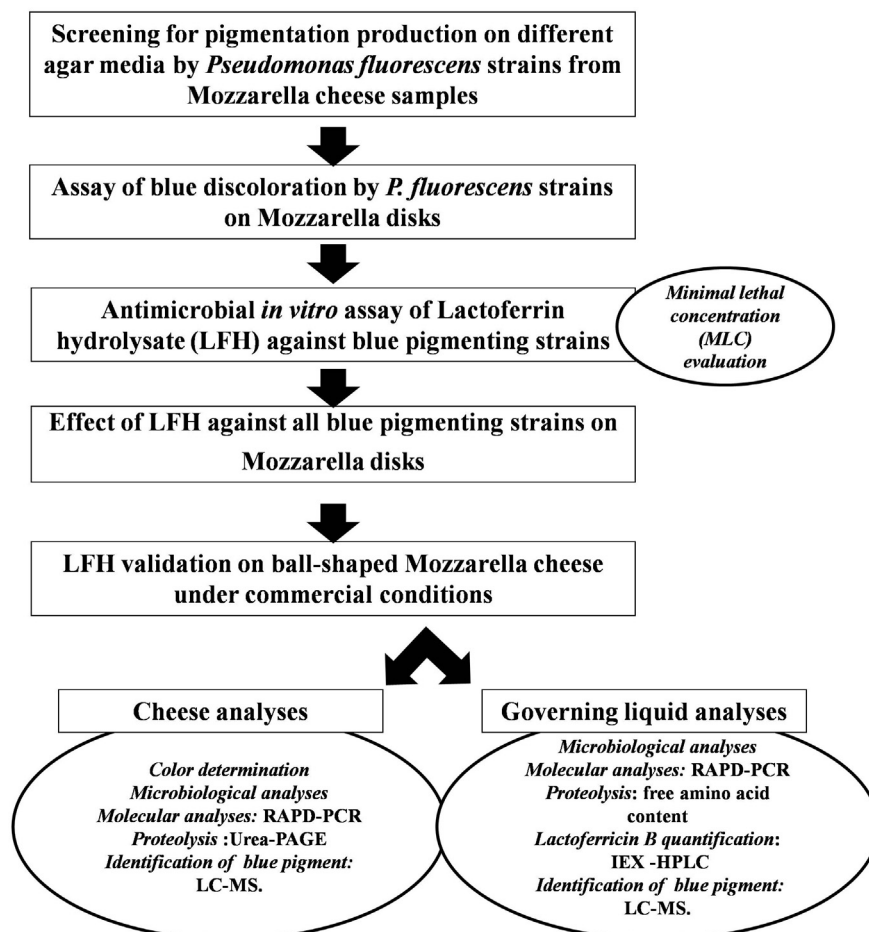 Screening for pigmentation production on different
agar media by Pseudomonas fluorescens strains from
Mozzarella cheese samples
Assay of blue discoloration by P. fluorescens strains
on Mozzarella disks
Antimicrobial in vitro assay of Lactoferrin
hydrolysate (LFH) against blue pigmenting strains
Minimal lethal
concentration
(MLC)
evaluation
Effect of LFH against all blue pigmenting strains on
Mozzarella disks
LFH validation on ball-shaped Mozzarella cheese
under commercial conditions
Cheese analyses
Color determination
Microbiological analyses
Molecular analyses: RAPD-PCR
Proteolysis :Urea-PAGE
Identification of blue pigment:
LC-MS.
Governing liquid analyses
Microbiological analyses
Molecular analyses: RAPD-PCR
Proteolysis: free amino acid
content
Lactoferricin B quantification:
IEX -HPLC
Identification of blue pigment:
LC-MS.